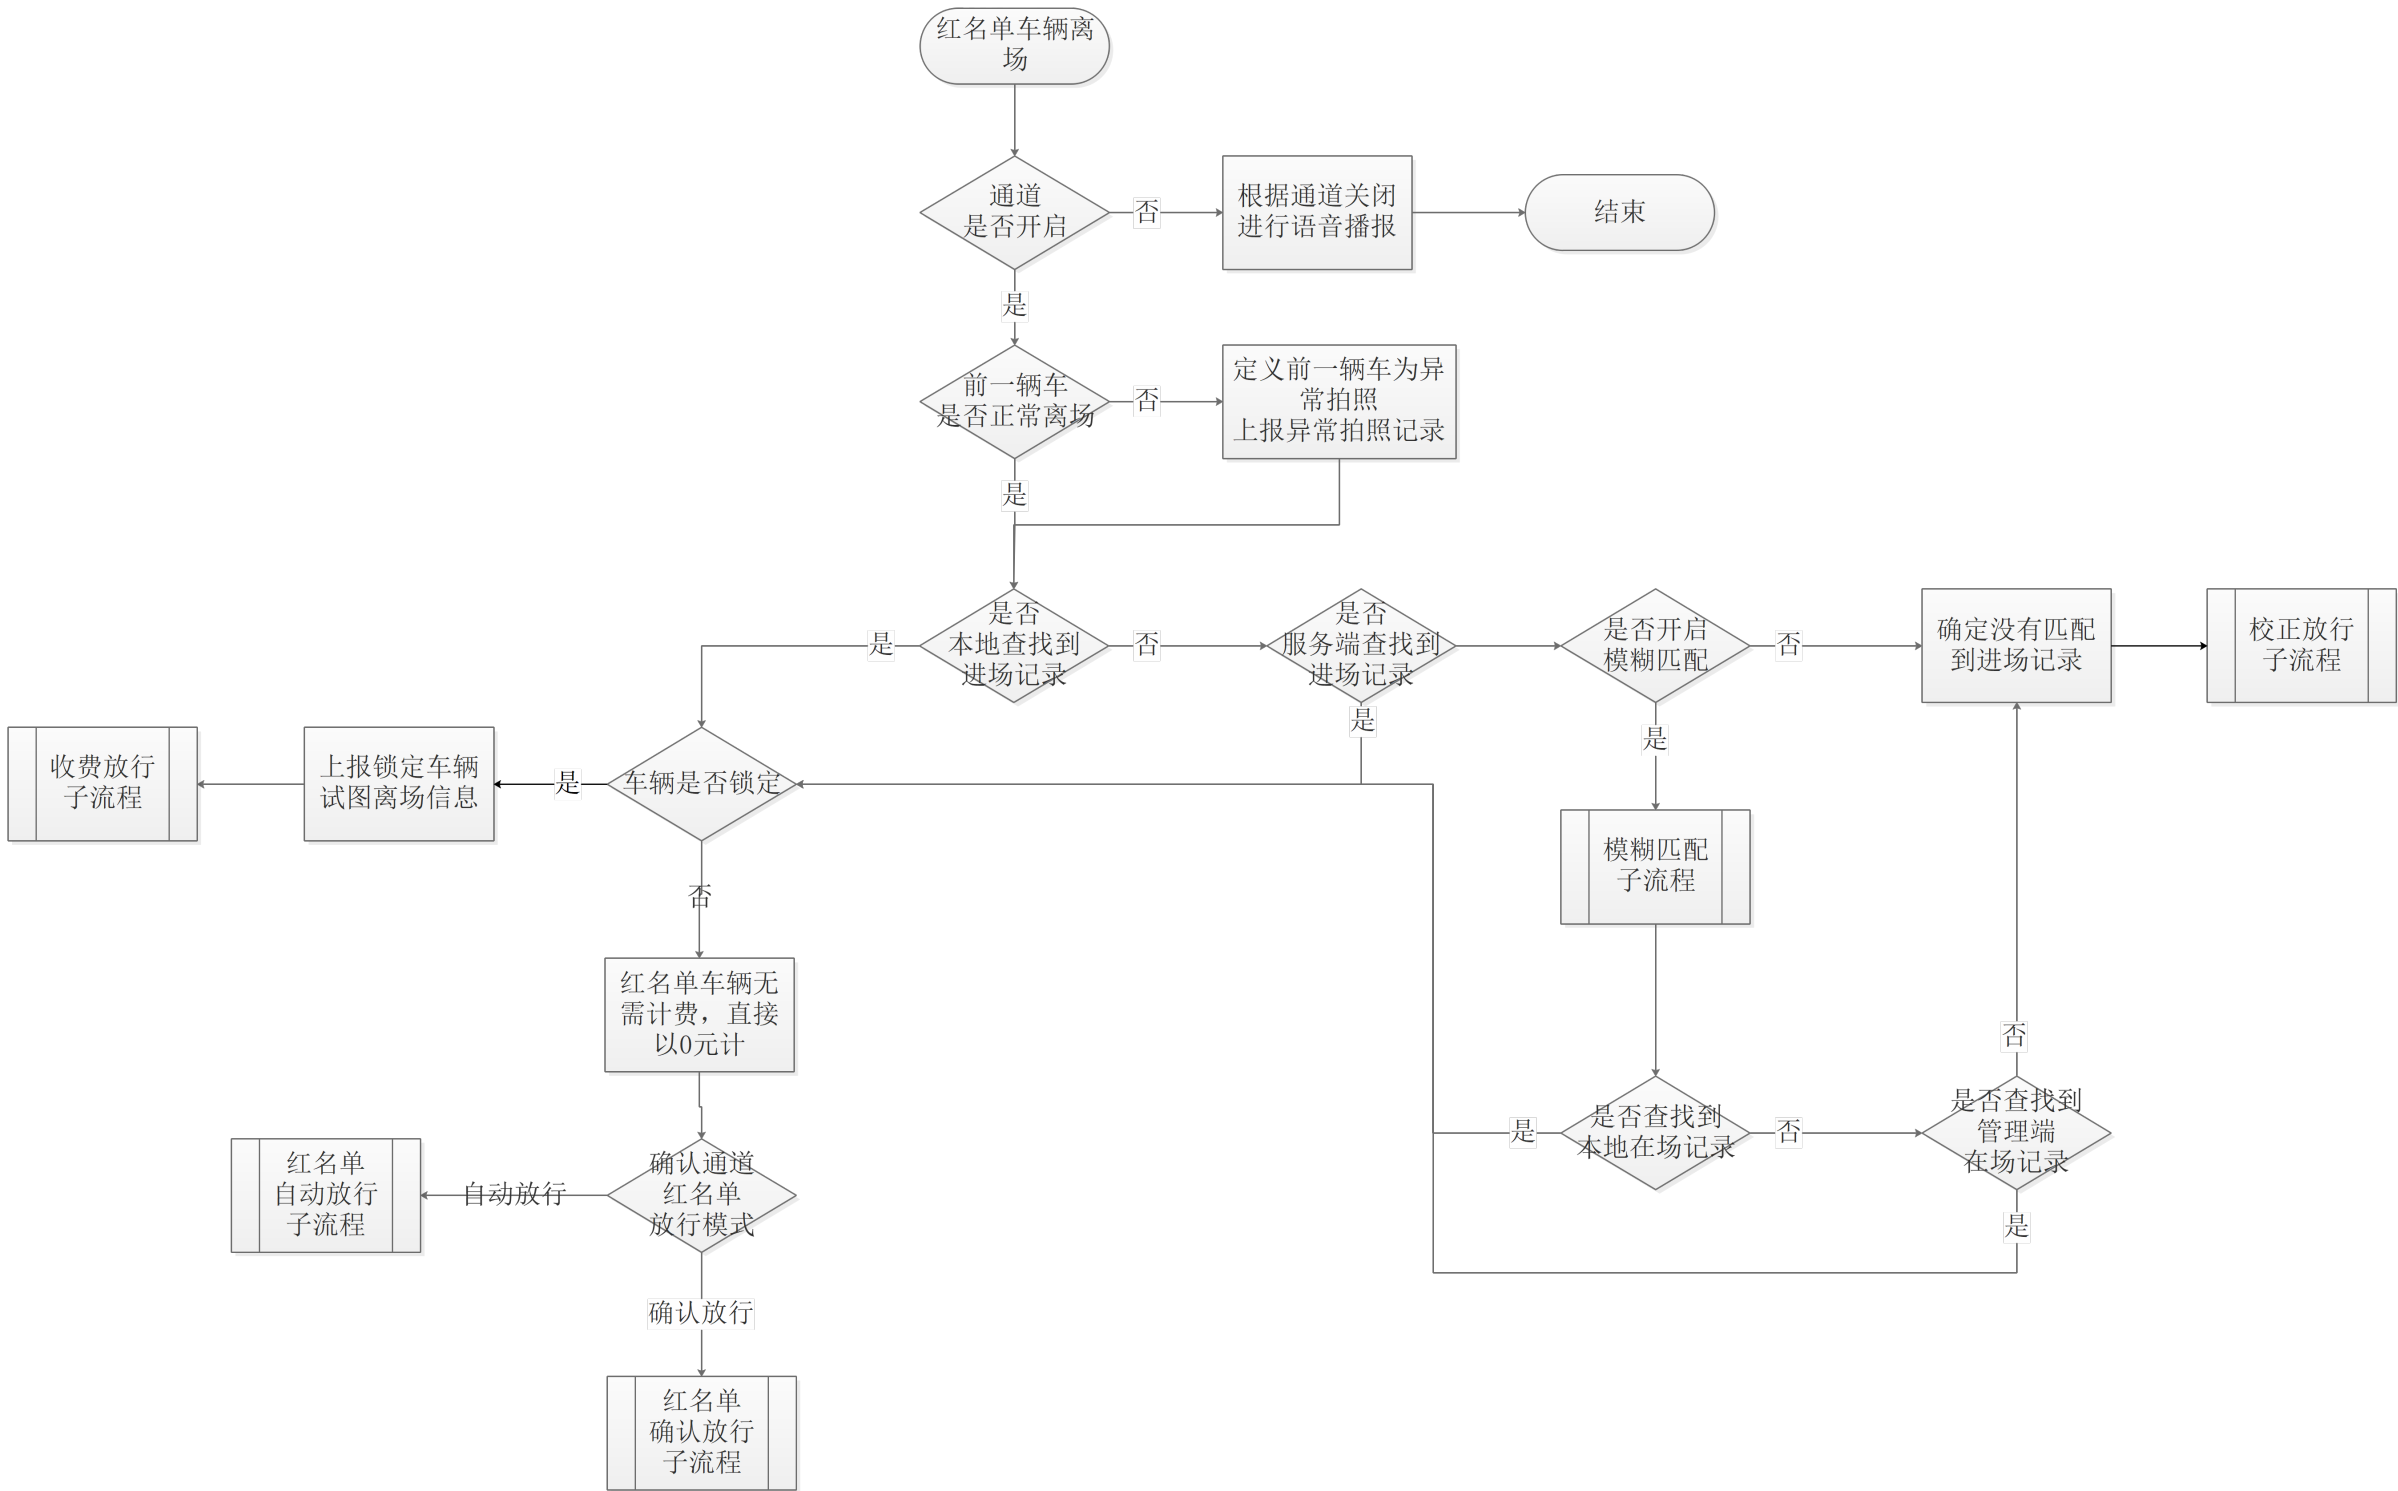 红名单车辆离
场
通道
是否开启
否
根据通道关闭
进行语音播报
结束
是
前一辆车
是否正常离场
否
定义前一辆车为异
常拍照
上报异常拍照记录
是
是否
本地查找到
进场记录
是
否
是否
服务端查找到
进场记录
是
是否开启
模糊匹配
否
确定没有匹配
到进场记录
校正放行
子流程
是
收费放行
子流程
上报锁定车辆
试图离场信息
是
车辆是否锁定
否
模糊匹配
子流程
红名单车辆无
需计费，直接
以0元计
是
是否查找到
本地在场记录
否
否
是否查找到
管理端
在场记录
是
红名单
自动放行
子流程
自动放行
确认通道
红名单
放行模式
确认放行
红名单
确认放行
子流程